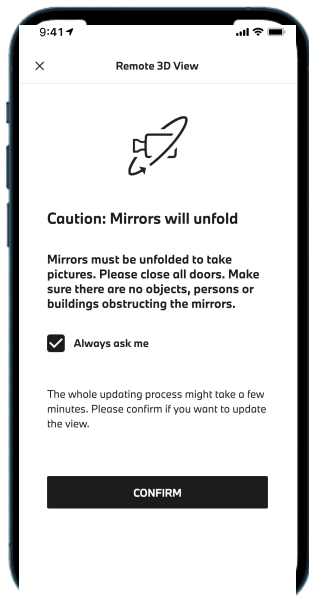 9:41
Remote 3D View
Caution: Mirrors will unfold
Mirrors must be unfolded to take
pictures. Please close all doors. Make
sure there are no objects, persons or
buildings obstructing the mirrors.
Always ask me
The whole updating process might take a few
minutes. Please confirm if you want to update
the view.
CONFIRM